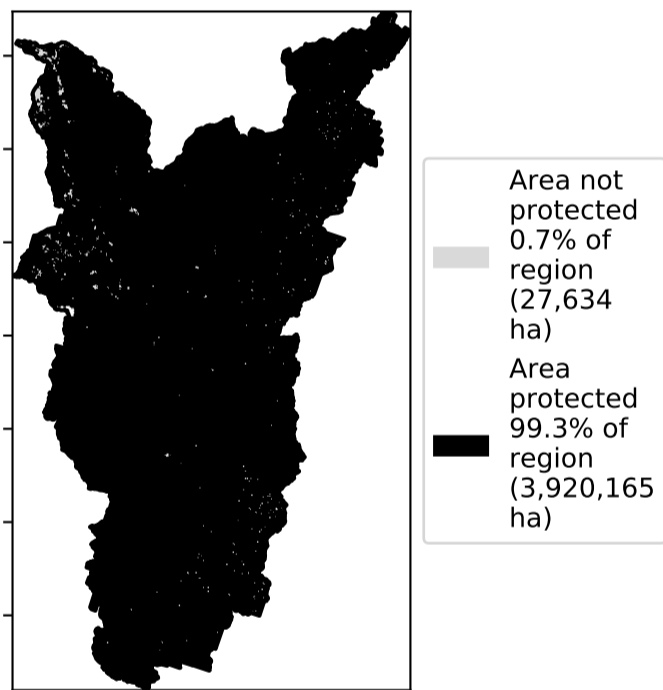 Area not
protected
0.7% of
region
(27,634
ha)
Area
protected
99.3% of
region
(3,920,165
ha)